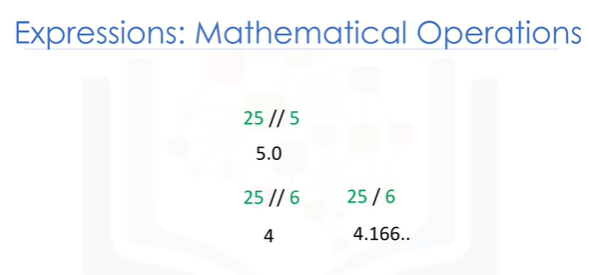 Expressions: Mathematical Operations
25 // 5
5.0
25 // 6 25 / 6
4 4.166..